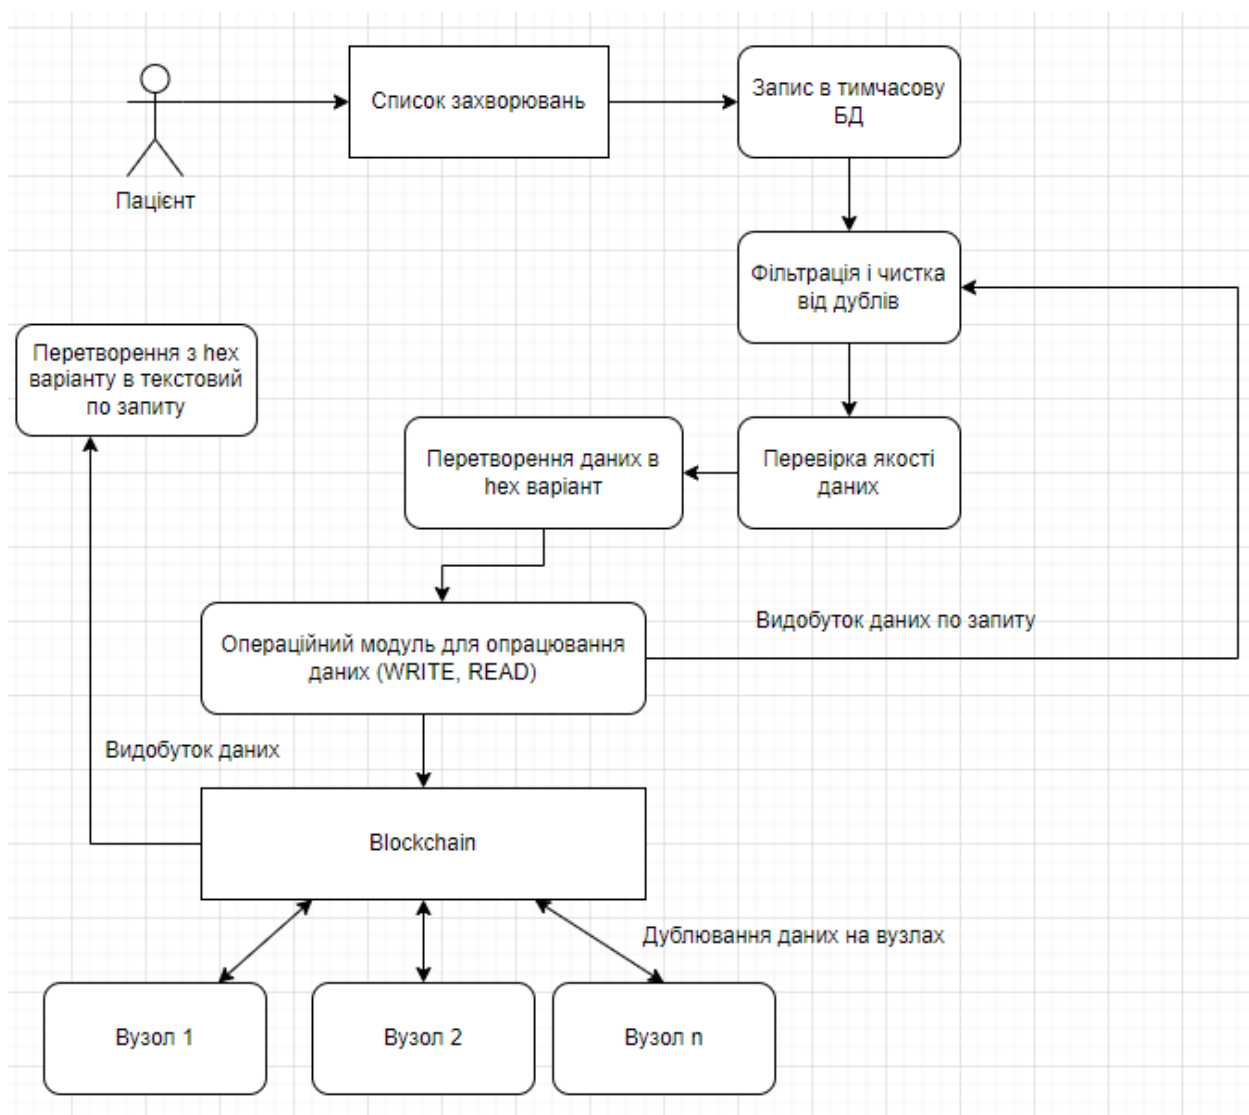 Список захворювань
Запис в тимчасову
БД
Пацієнт
Фільтрація і чистка
від дублів
Перетворення з hex
варіанту в текстовий
по запиту
Перетворення даних в
hex варіант
Перевірка якості
даних
Операційний модуль для опрацювання
даних (WRITE, READ)
Видобуток даних по запиту
Видобуток даних
Blockchain
Дублювання даних на вузлах
Вузол 1
Вузол 2
Вузол n